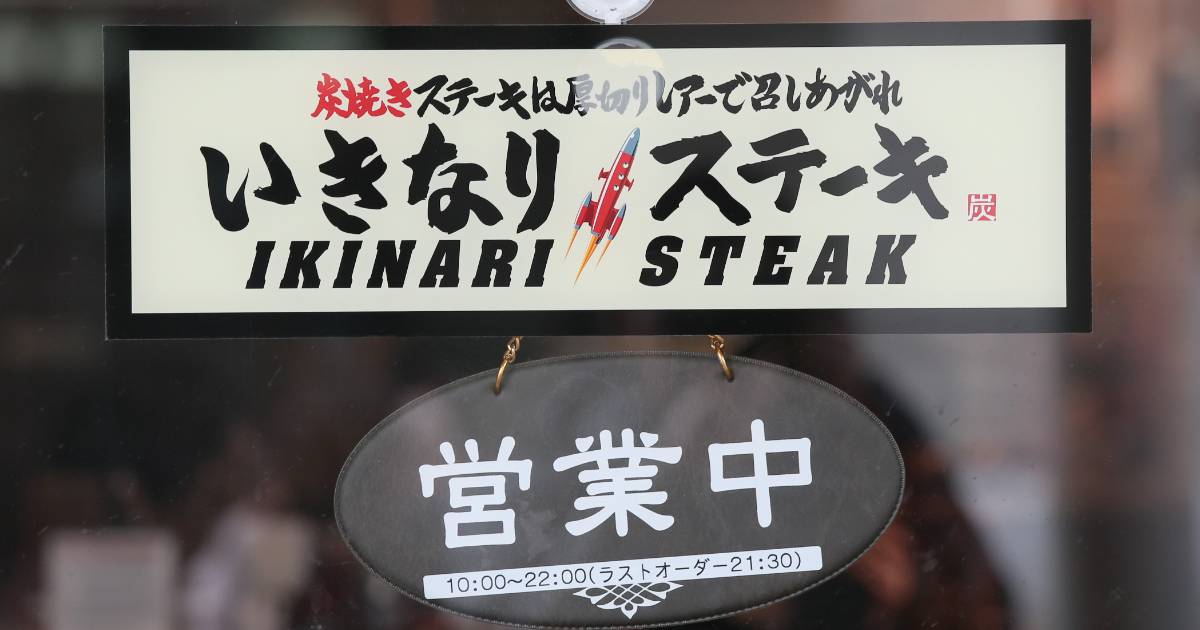 炭焼きステーキは厚切りレアーで召しあがれ
いきなりステーキ 炭
IKINARI STEAK
営業中
10:00～22:00(ラストオーダー21:30)